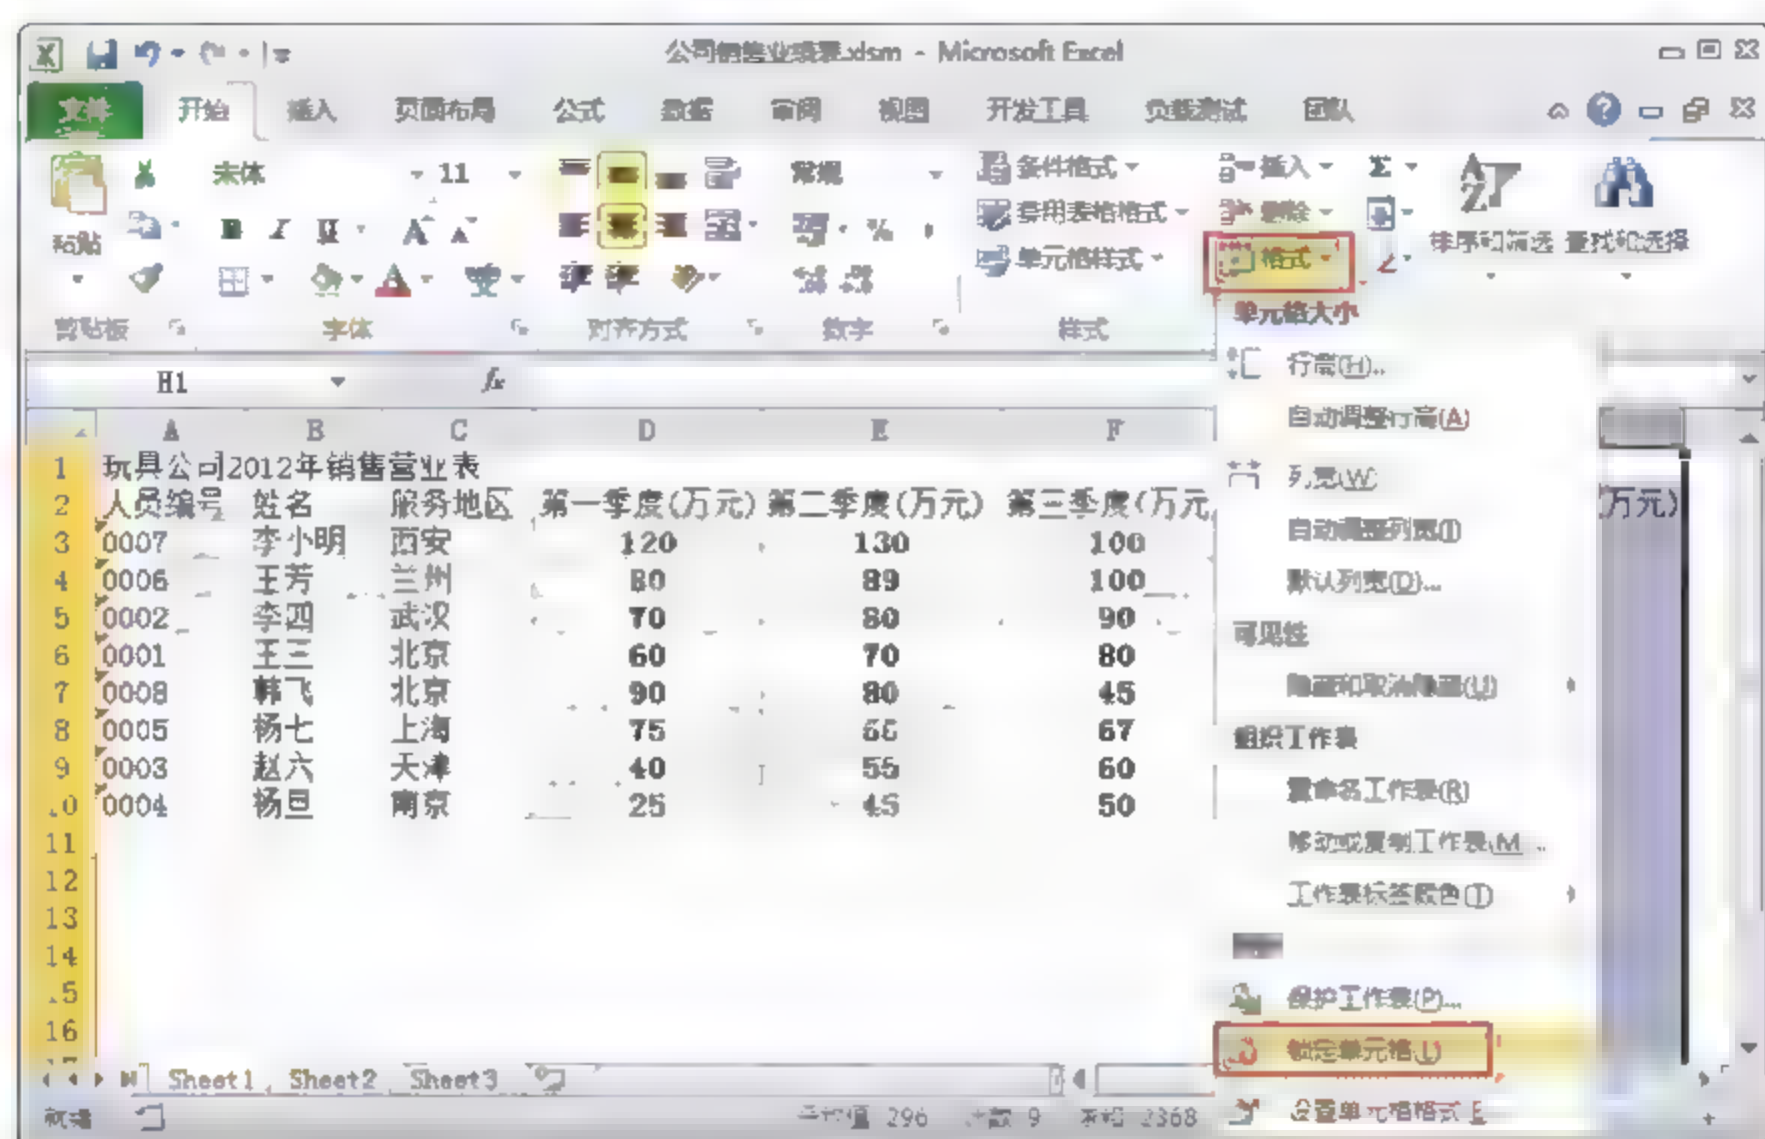 公司销售业绩表.xlsm - Microsoft Excel
文件 开始 插入 页面布局 公式 数据 审阅 视图 开发工具 负载测试 团队
宋体 11 常规 条件格式 插入 Σ
粘贴 B I U A A % 套用表格格式 删除 排序和筛选 查找和选择
单元格样式 格式
剪贴板 字体 对齐方式 数字 样式
单元格大小
行高(H)...
H1 fx
自动调整行高(A)
A B C D E F
1 玩具公司2012年销售营业表
列宽(W)
2 人员编号 姓名 服务地区 第一季度(万元) 第二季度(万元) 第三季度(万元 万元)
自动调整列宽(I)
3 0007 李小明 西安 120 130 100
默认列宽(D)...
4 0006 王芳 兰州 80 89 100
5 0002 李四 武汉 70 80 90
可见性
6 0001 王三 北京 60 70 80
隐藏和取消隐藏(U)
7 0008 韩飞 北京 90 80 45
组织工作表
8 0005 杨七 上海 75 66 67
9 0003 赵六 天津 40 55 60
重命名工作表(R)
10 0004 杨旦 南京 25 45 50
移动或复制工作表(M)...
11
12
工作表标签颜色(T)
13
14
15
保护工作表(P)...
16
锁定单元格(L)
Sheet1 Sheet2 Sheet3
设置单元格格式(E
就绪 平均值 296 计数 9 求和 2368